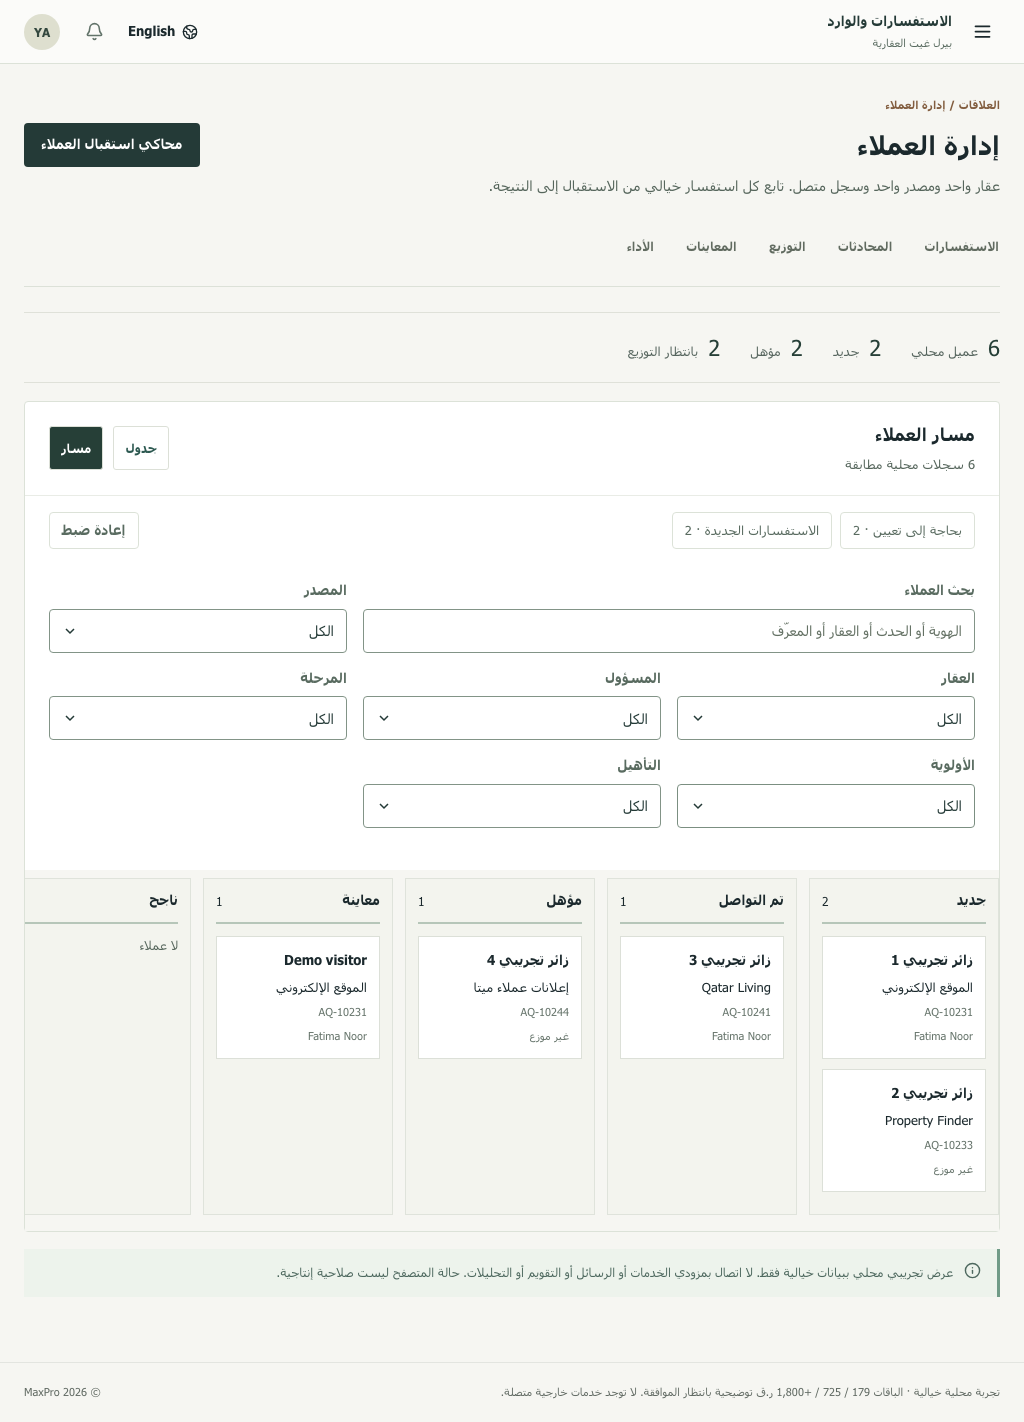 الاستفسارات والوارد
بيرل غيت العقارية
English
YA
العلاقات / إدارة العملاء
إدارة العملاء
محاكي استقبال العملاء
عقار واحد ومصدر واحد وسجل متصل. تابع كل استفسار خيالي من الاستقبال إلى النتيجة.
الاستفسارات المحادثات التوزيع المعاينات الأداء
6 عميل محلي 2 جديد 2 مؤهل 2 بانتظار التوزيع
مسار العملاء
6 سجلات محلية مطابقة
جدول مسار
بحاجة إلى تعيين · 2 الاستفسارات الجديدة · 2 إعادة ضبط
بحث العملاء المصدر
الهوية أو الحدث أو العقار أو المعرّف الكل
العقار المسؤول المرحلة
الكل الكل الكل
الأولوية التأهيل
الكل الكل
جديد 2
زائر تجريبي 1
الموقع الإلكتروني
AQ-10231
Fatima Noor
زائر تجريبي 2
Property Finder
AQ-10233
غير موزع
تم التواصل 1
زائر تجريبي 3
Qatar Living
AQ-10241
Fatima Noor
مؤهل 1
زائر تجريبي 4
إعلانات عملاء ميتا
AQ-10244
غير موزع
معاينة 1
Demo visitor
الموقع الإلكتروني
AQ-10231
Fatima Noor
ناجح
لا عملاء
عرض تجريبي محلي ببيانات خيالية فقط. لا اتصال بمزودي الخدمات أو الرسائل أو التقويم أو التحليلات. حالة المتصفح ليست صلاحية إنتاجية.
تجربة محلية خيالية · الباقات 179 / 725 / +1,800 ر.ق توضيحية بانتظار الموافقة. لا توجد خدمات خارجية متصلة.
© 2026 MaxPro